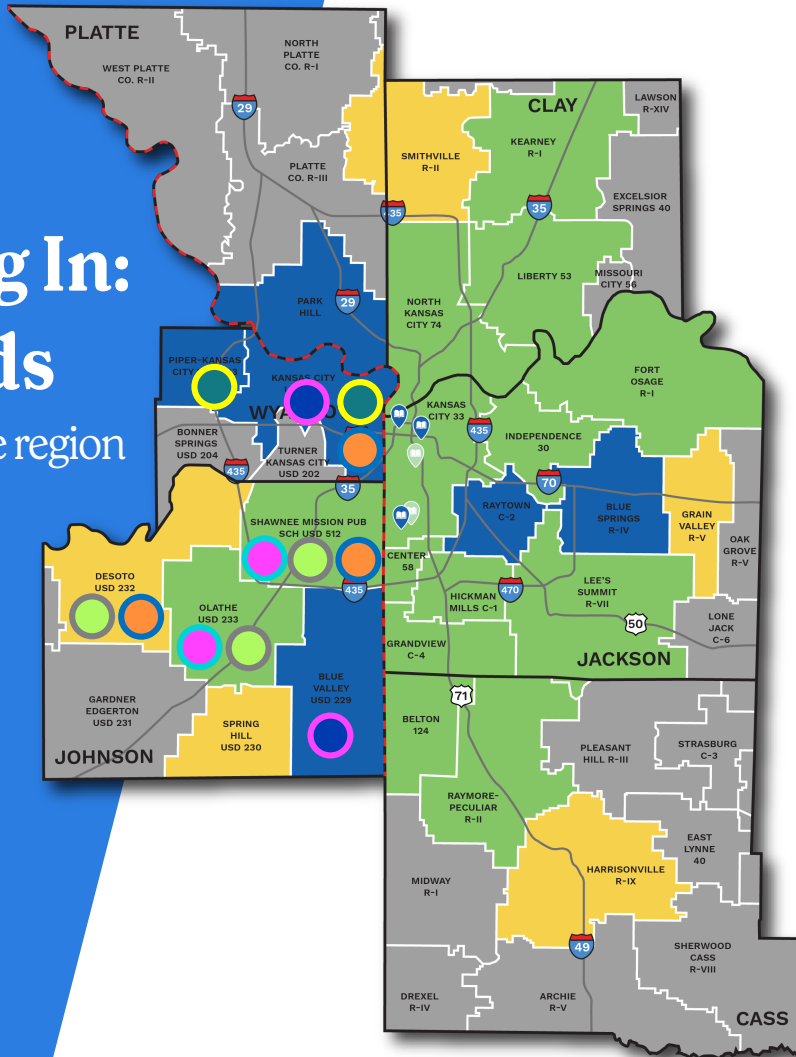 g In:
ds
e region
PLATTE
WEST PLATTE
CO. R-II
NORTH
PLATTE
CO. R-I
29
PLATTE
CO. R-III
CLAY
LAWSON
R-XIV
SMITHVILLE
R-II
KEARNEY
R-I
EXCELSIOR
SPRINGS 40
435
35
LIBERTY 53
MISSOURI
CITY 56
PARK
HILL
29
NORTH
KANSAS
CITY 74
PIPER-KANSAS
CITY
KANSAS CITY
FORT
OSAGE
R-I
KANSAS
CITY 33
BONNER
SPRINGS
USD 204
TURNER
KANSAS CITY
USD 202
435
INDEPENDENCE
30
435
35
70
RAYTOWN
C-2
BLUE
SPRINGS
R-IV
GRAIN
VALLEY
R-V
OAK
GROVE
R-V
SHAWNEE MISSION PUB
SCH USD 512
CENTER
58
DESOTO
USD 232
OLATHE
USD 233
435
HICKMAN
MILLS C-1
470
LEE'S
SUMMIT
R-VII
50
LONE
JACK
C-6
GRANDVIEW
C-4
JACKSON
GARDNER
EDGERTON
USD 231
BLUE
VALLEY
USD 229
SPRING
HILL
USD 230
JOHNSON
71
BELTON
124
PLEASANT
HILL R-III
STRASBURG
C-3
RAYMORE-
PECULIAR
R-II
EAST
LYNNE
40
MIDWAY
R-I
HARRISONVILLE
R-IX
49
SHERWOOD
CASS
R-VIII
DREXEL
R-IV
ARCHIE
R-V
CASS